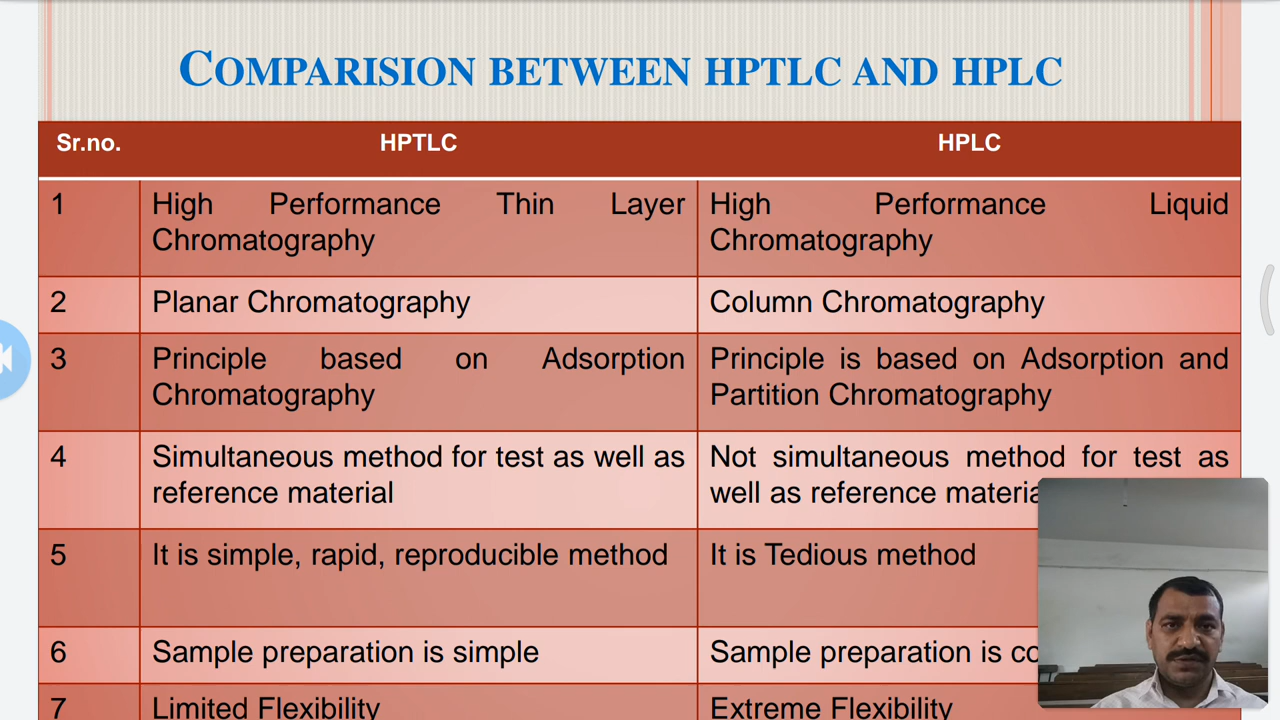 COMPARISION BETWEEN HPTLC AND HPLC
Sr.no. HPTLC HPLC
1 High Performance Thin Layer High Performance Liquid
Chromatography Chromatography
2 Planar Chromatography Column Chromatography
3 Principle based on Adsorption Principle is based on Adsorption and
Chromatography Partition Chromatography
4 Simultaneous method for test as well as Not simultaneous method for test as
reference material well as reference
5 It is simple, rapid, reproducible method It is Tedious method
6 Sample preparation is simple Sample preparation is
7 Limited Flexibility Extreme Flexibility